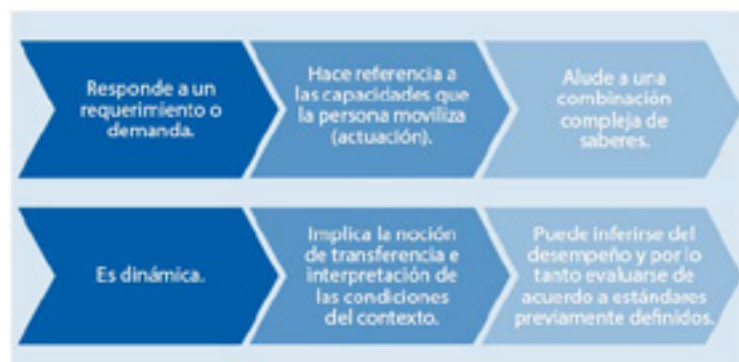 Responde a un
requerimiento o
demanda.
Hace referencia a
las capacidades que
la persona moviliza
(actuación).
Alude a una
combinación
compleja de
saberes.
Es dinámica.
Implica la noción
de transferencia e
interpretación de
las condiciones
del contexto.
Puede inferirse del
desempeño y por lo
tanto evaluarse de
acuerdo a estándares
previamente definidos.